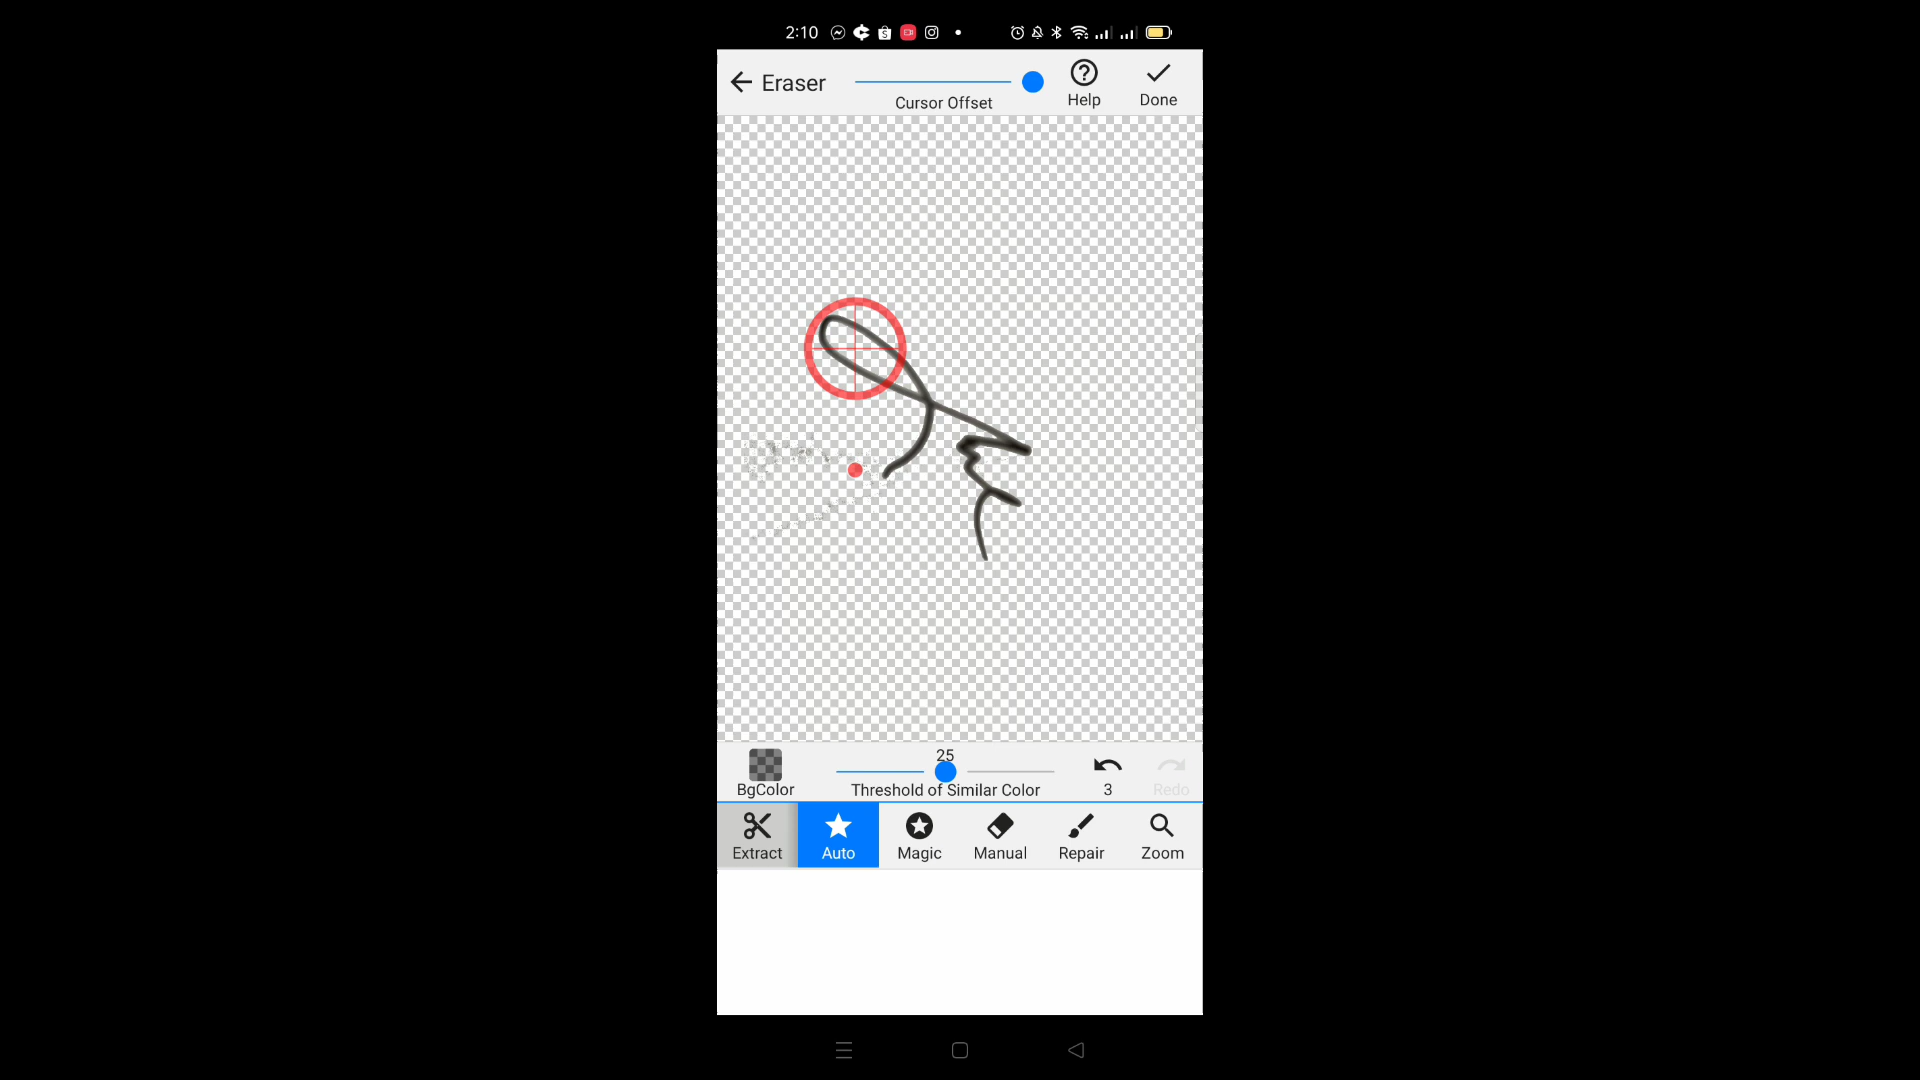 2:10
Eraser
Cursor Offset
Help
Done
25
BgColor
Threshold of Similar Color
3
Redo
Extract
Auto
Magic
Manual
Repair
Zoom